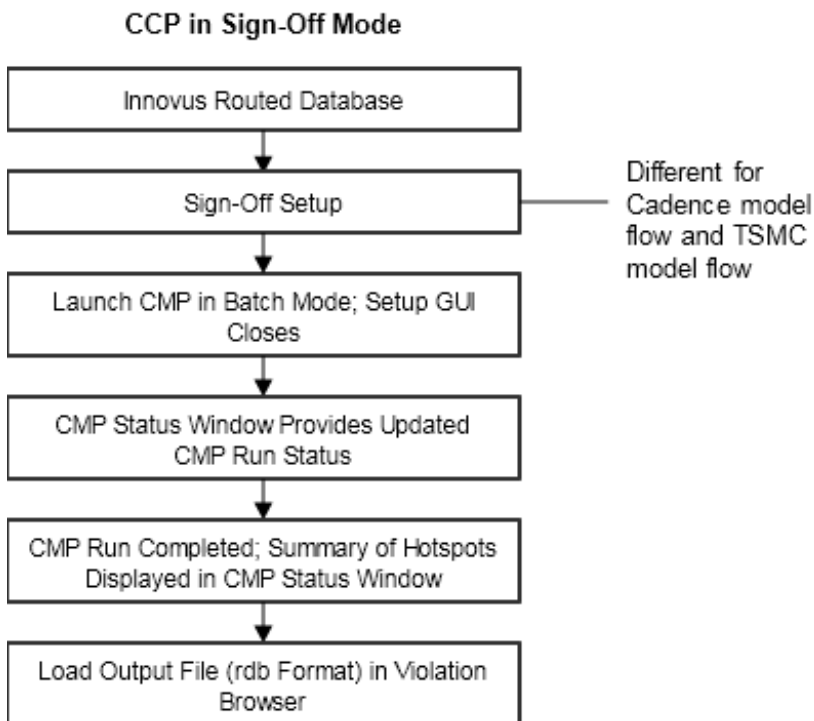 CCP in Sign-Off Mode
Innovus Routed Database
Sign-Off Setup
Different for
Cadence model
flow and TSMC
model flow
Launch CMP in Batch Mode; Setup GUI
Closes
CMP Status Window Provides Updated
CMP Run Status
CMP Run Completed; Summary of Hotspots
Displayed in CMP Status Window
Load Output File (rdb Format) in Violation
Browser